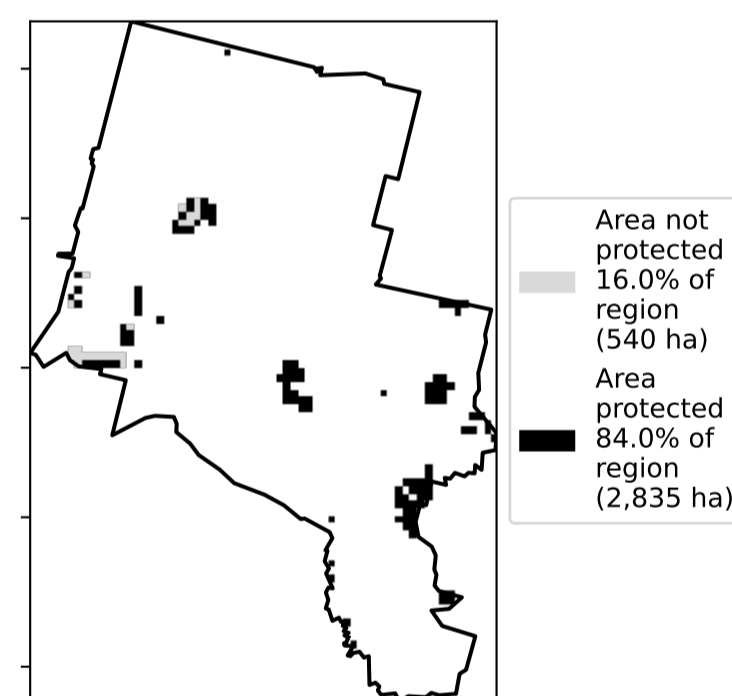 Area not
protected
16.0% of
region
(540 ha)
Area
protected
84.0% of
region
(2,835 ha)